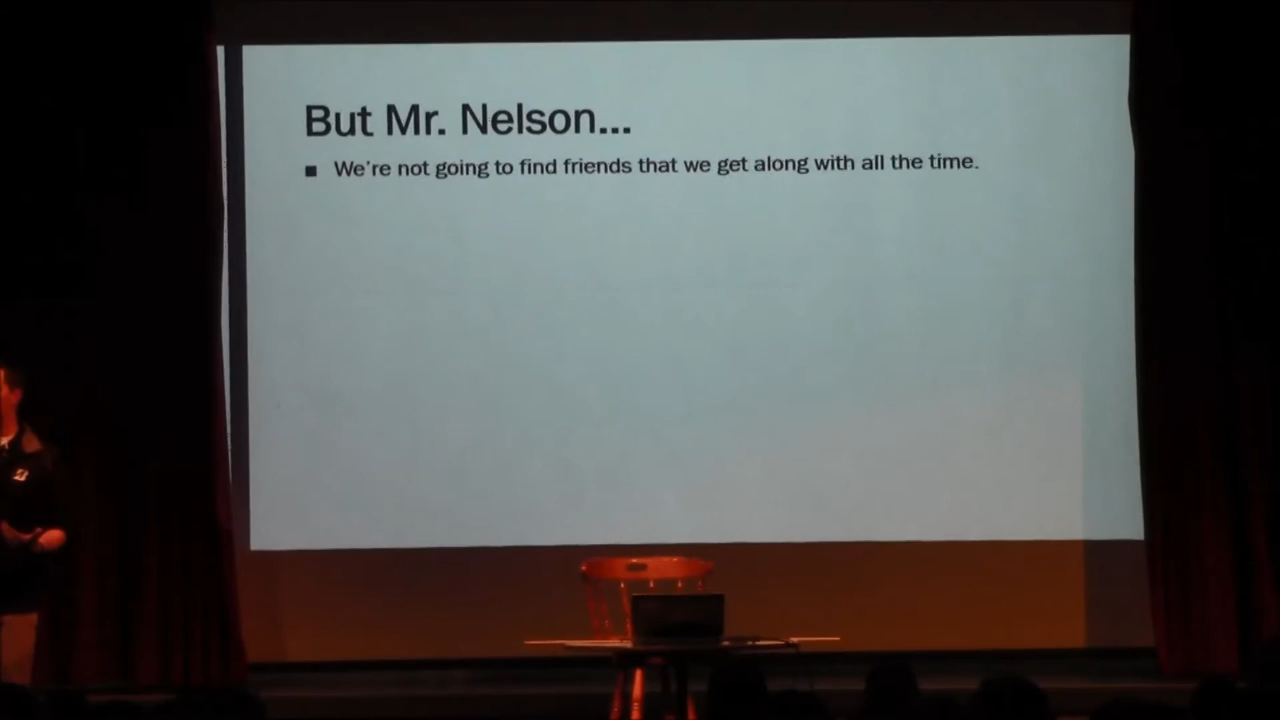 But Mr. Nelson...
We're not going to find friends that we get along with all the time.